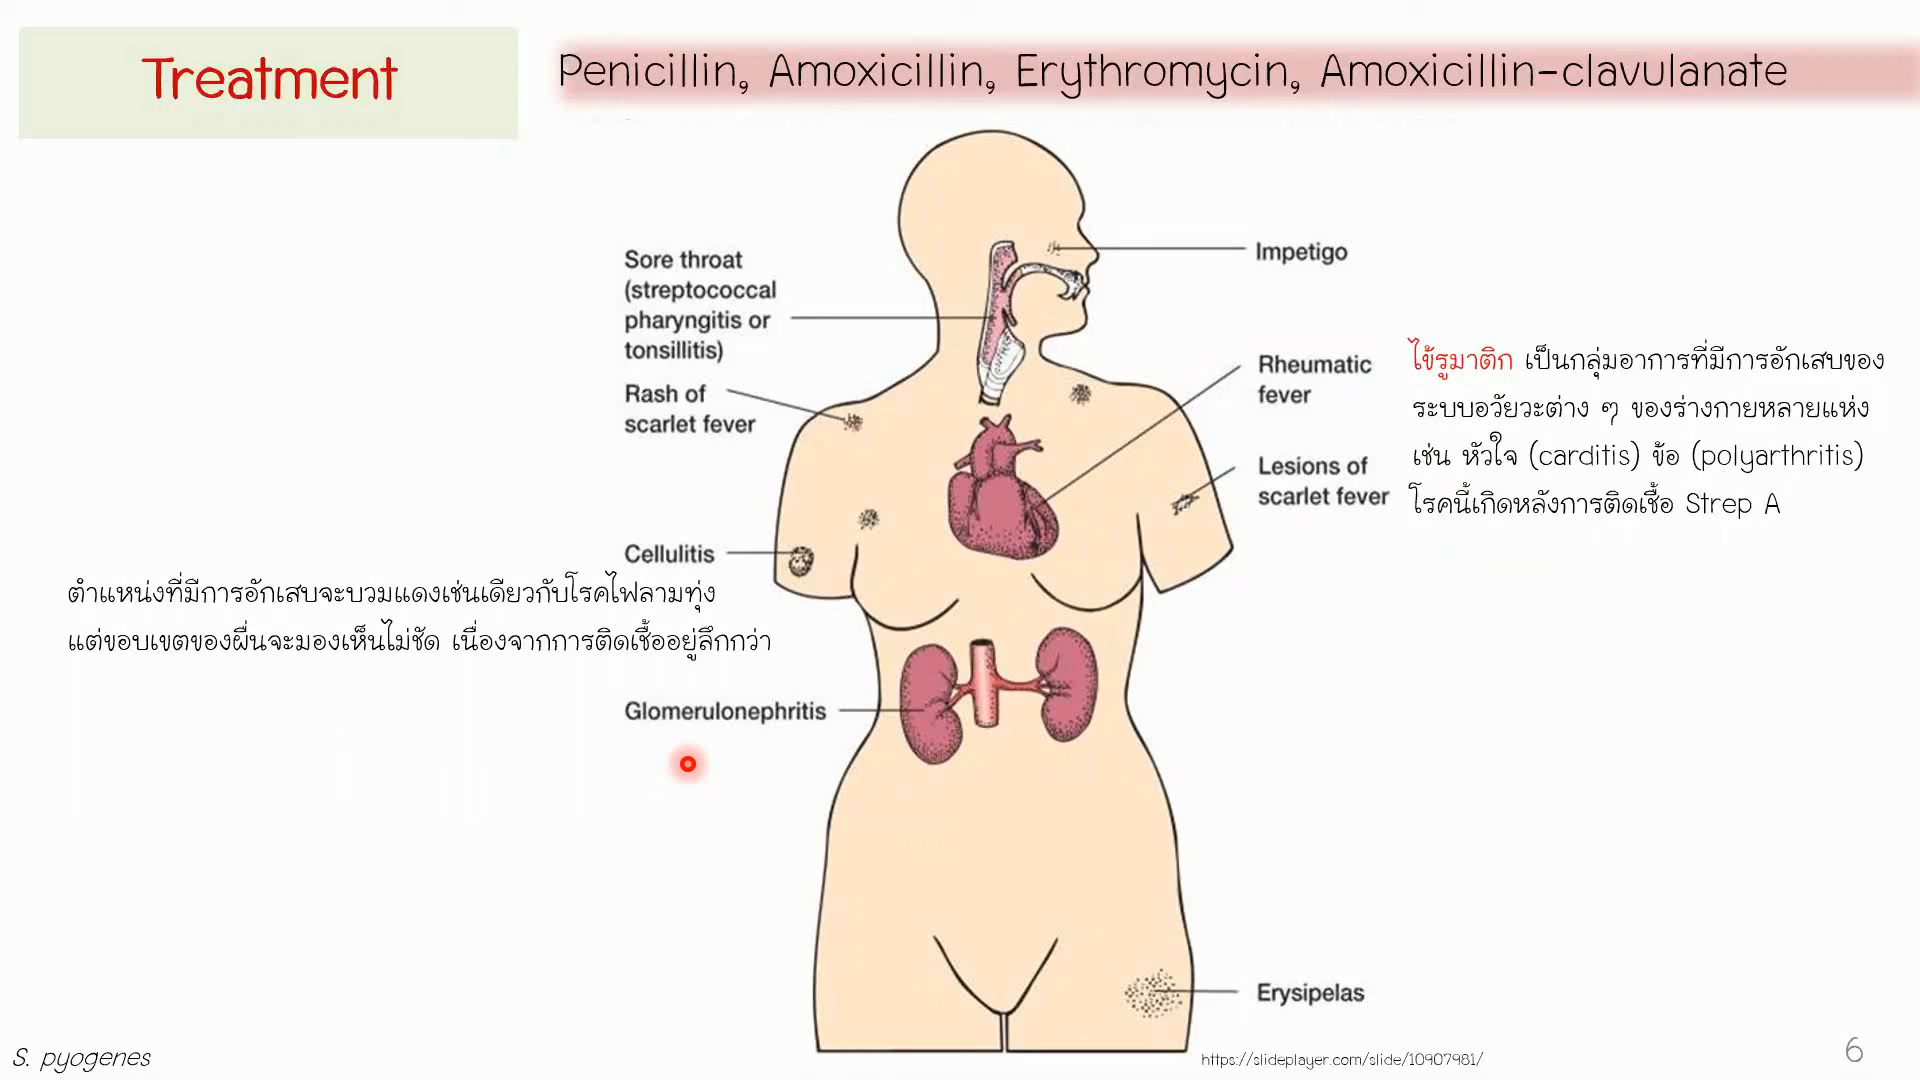 Treatment
Penicillin, Amoxicillin, Erythromycin, Amoxicillin-clavulanate
Sore throat
(streptococcal
pharyngitis or
tonsillitis)
Rash of
scarlet fever
Cellulitis
ตำแหน่งที่มีการอักเสบจะบวมแดงเช่นเดียวกับโรคไฟลามทุ่ง
แต่ขอบเขตของผื่นจะมองเห็นไม่ชัด เนื่องจากการติดเชื้ออยู่ลึกกว่า
Glomerulonephritis
Impetigo
Rheumatic
fever
ไข้รูมาติก เป็นกลุ่มอาการที่มีการอักเสบของ
ระบบอวัยวะต่าง ๆ ของร่างกายหลายแห่ง
เช่น หัวใจ (carditis) ข้อ (polyarthritis)
โรคนี้เกิดหลังการติดเชื้อ Strep A
Lesions of
scarlet fever
Erysipelas
S. pyogenes
https://slideplayer.com/slide/10907981/
6